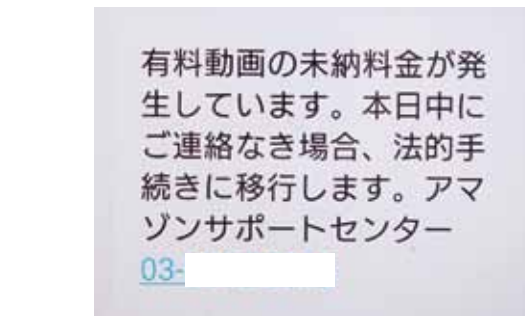 有料動画の未納料金が発
生しています。本日中に
ご連絡なき場合、法的手
続きに移行します。アマ
ゾンサポートセンター
03-